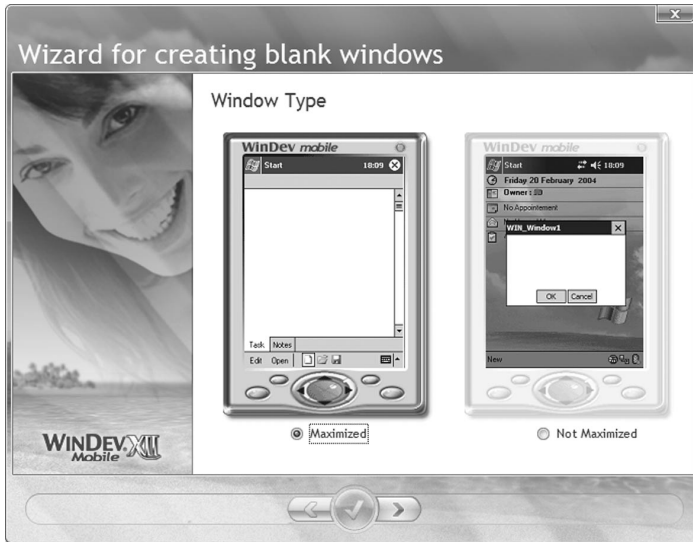 Wizard for creating blank windows
Window Type
WinDev mobile
Start 18:09
Task Notes
Edit Open
Maximized
WinDev mobile
Start 18:09
Friday 20 February 2004
Owner :
No Appointement
WIN_Window1
OK Cancel
New
Not Maximized
WINDEV XII
Mobile